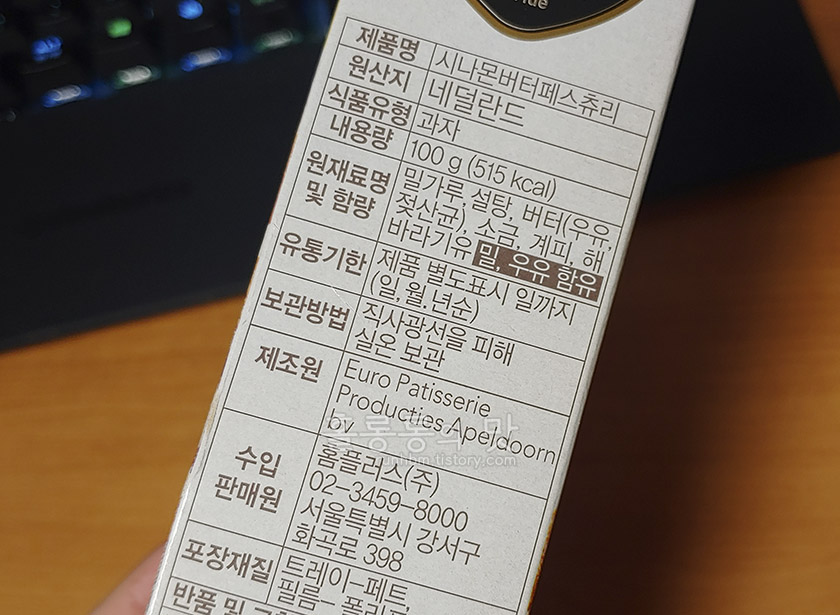 제품명 시나몬버터페스츄리
원산지 네덜란드
식품유형 과자
내용량 100 g (515 kcal)
원재료명 및 함량
밀가루, 설탕, 버터(우유,
젖산균), 소금, 계피, 해
바라기유 밀, 우유 함유
유통기한
제품 별도표시 일까지
(일, 월, 년순)
보관방법
직사광선을 피해
실온 보관
제조원
Euro Patisserie
Producties Apeldoorn
by
수입
판매원
홈플러스(주)
02-3459-8000
서울특별시 강서구
화곡로 398
포장재질
트레이-페트,
필름-
반품 및
.tistory.com